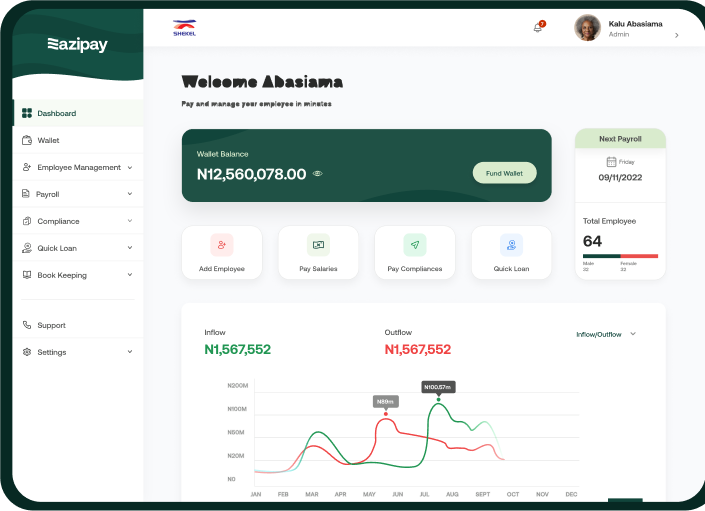 eazipay
SHEKEL
7
Kalu Abasiama
Admin
Welcome Abasiama
Pay and manage your employee in minutes
Dashboard
Wallet
Employee Management
Payroll
Compliance
Quick Loan
Book Keeping
Support
Settings
Wallet Balance
N12,560,078.00
Fund Wallet
Next Payroll
Friday
09/11/2022
Total Employee
64
Male Female
32 32
Add Employee
Pay Salaries
Pay Compliances
Quick Loan
Inflow
N1,567,552
Outflow
N1,567,552
Inflow/Outflow
N200M
N100M
N50M
N20M
N0
N89m
N100,57m
JAN FEB MAR APR MAY JUN JUL AUG SEPT OCT NOV DEC